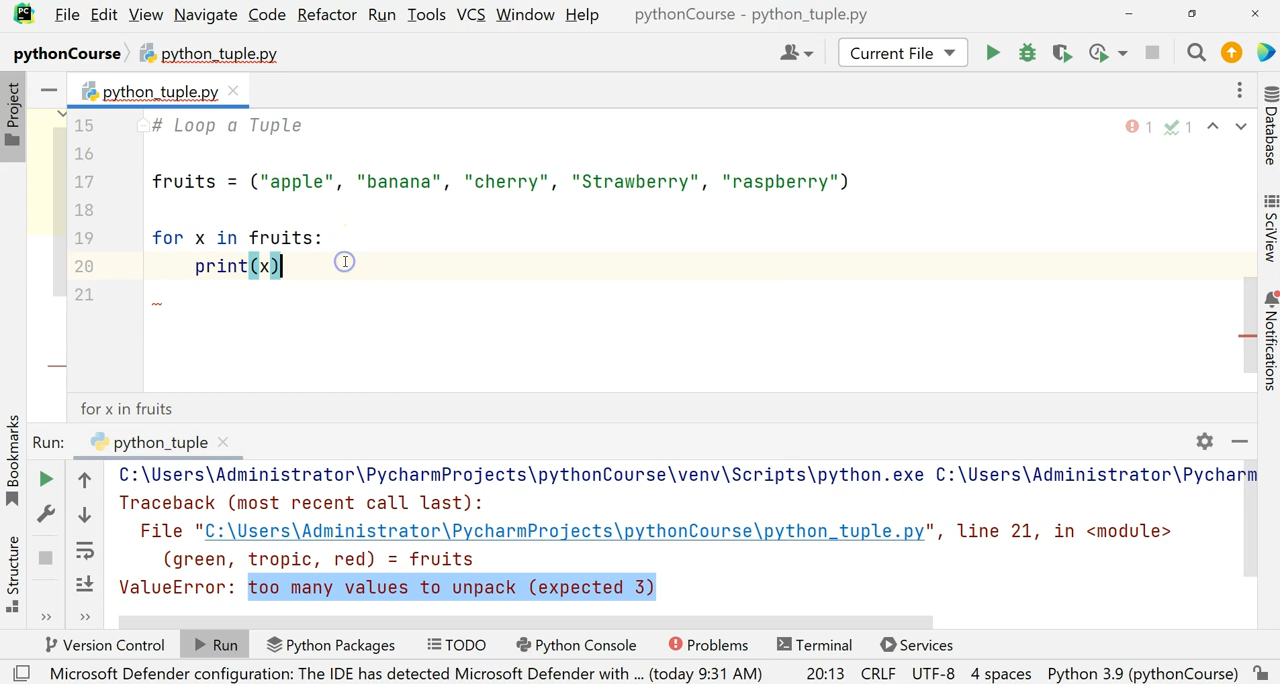 PC File Edit View Navigate Code Refactor Run Tools VCS Window Help pythonCourse - python_tuple.py
pythonCourse python_tuple.py Current File
Project python_tuple.py
15 # Loop a Tuple 1 1
16
17 fruits = ("apple", "banana", "cherry", "Strawberry", "raspberry")
18
19 for x in fruits:
20 print(x)
21
for x in fruits
Database
SciView
Notifications
Bookmarks
Structure
Run: python_tuple
C:\Users\Administrator\PycharmProjects\pythonCourse\venv\Scripts\python.exe C:\Users\Administrator\Pycharm
Traceback (most recent call last):
File "C:\Users\Administrator\PycharmProjects\pythonCourse\python_tuple.py", line 21, in <module>
(green, tropic, red) = fruits
ValueError: too many values to unpack (expected 3)
Version Control Run Python Packages TODO Python Console Problems Terminal Services
Microsoft Defender configuration: The IDE has detected Microsoft Defender with ... (today 9:31 AM) 20:13 CRLF UTF-8 4 spaces Python 3.9 (pythonCourse)